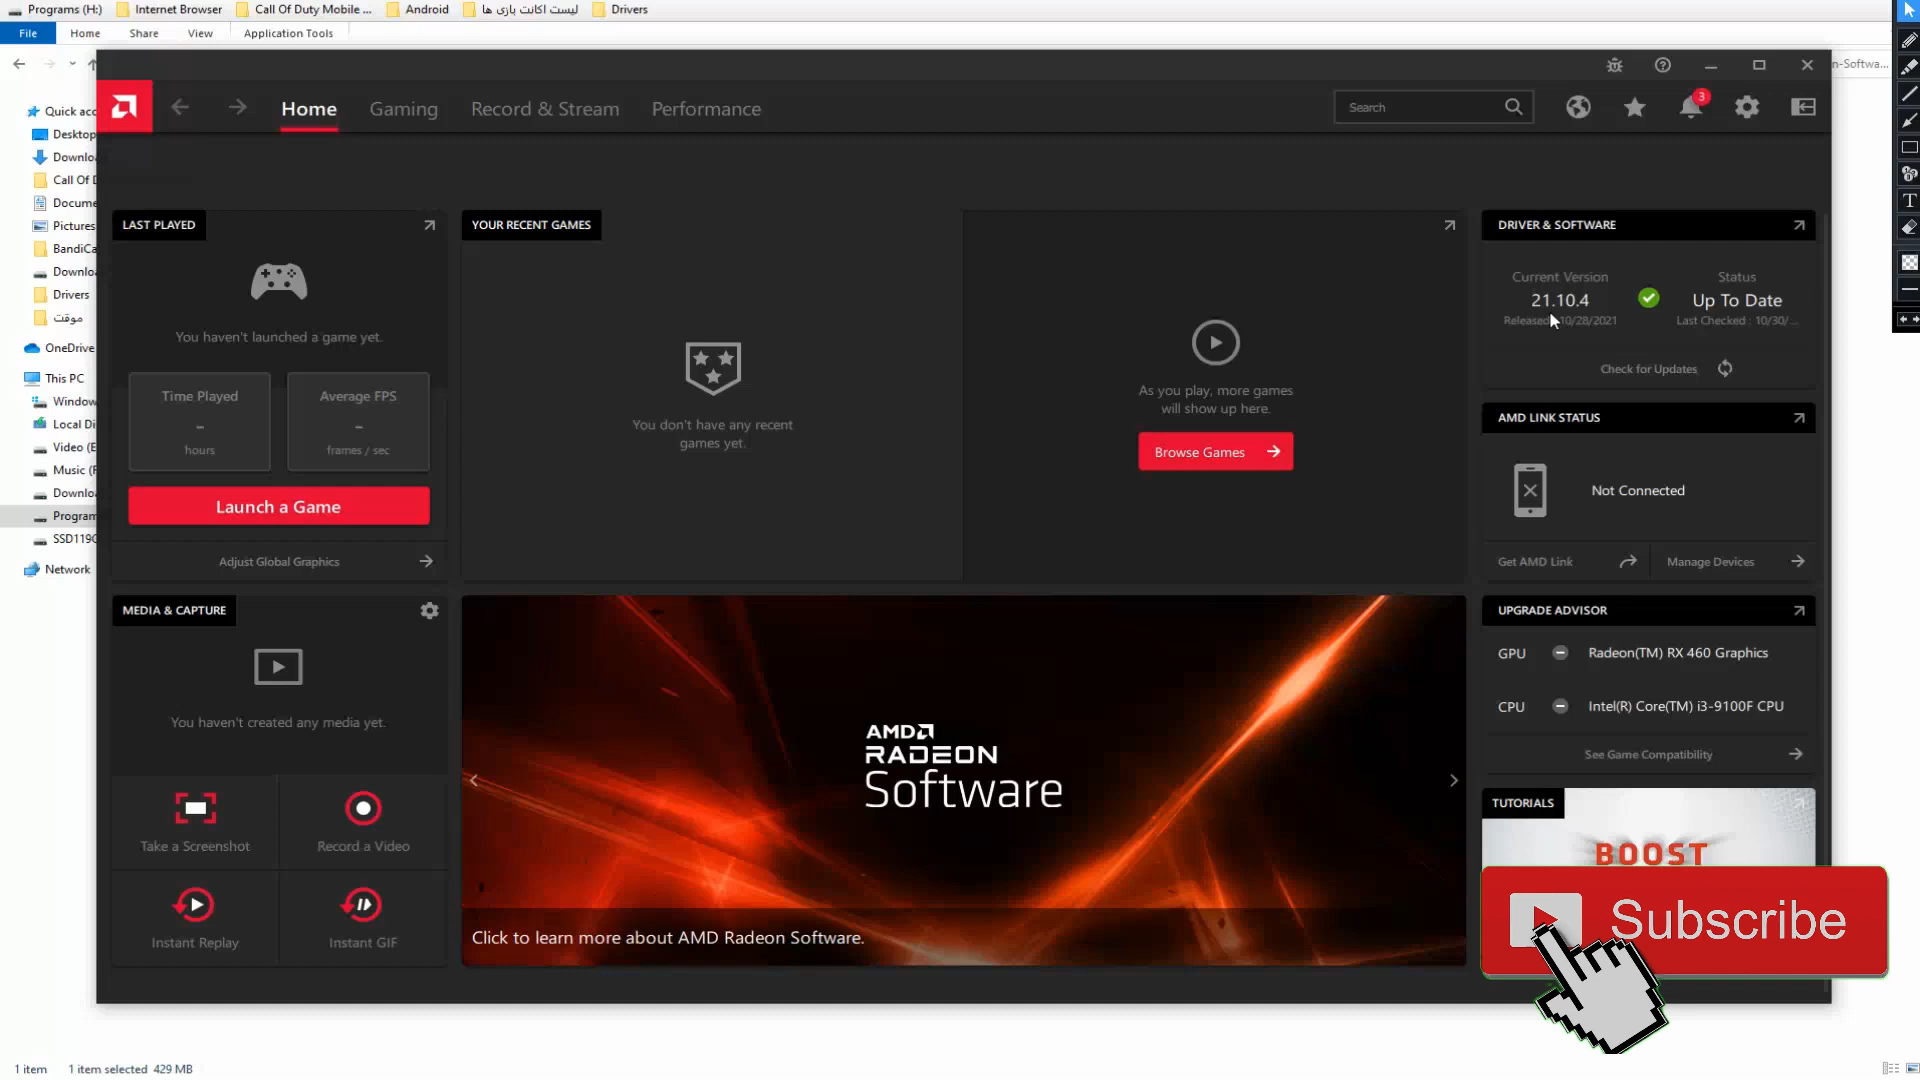 Programs (H:)
Internet Browser
Call Of Duty Mobile ...
Android
لیست اکانت بازی ها
Drivers
File
Home
Share
View
Application Tools
n-Softwa...
Home
Gaming
Record & Stream
Performance
Search
3
Quick acc
Desktop
Downloa
Call Of D
Docume
Pictures
BandiCa
Downloa
Drivers
موقت
OneDrive
This PC
Window
Local Di
Video (E
Music (F
Downloa
Program
SSD119G
Network
LAST PLAYED
You haven't launched a game yet.
Time Played
-
hours
Average FPS
-
frames / sec
Launch a Game
Adjust Global Graphics
YOUR RECENT GAMES
You don't have any recent
games yet.
As you play, more games
will show up here.
Browse Games
DRIVER & SOFTWARE
Current Version
21.10.4
Released: 10/28/2021
Status
Up To Date
Last Checked : 10/30/...
Check for Updates
AMD LINK STATUS
Not Connected
Get AMD Link
Manage Devices
MEDIA & CAPTURE
You haven't created any media yet.
Take a Screenshot
Record a Video
Instant Replay
Instant GIF
AMD
RADEON
Software
Click to learn more about AMD Radeon Software.
UPGRADE ADVISOR
GPU
Radeon(TM) RX 460 Graphics
CPU
Intel(R) Core(TM) i3-9100F CPU
See Game Compatibility
TUTORIALS
BOOST
Subscribe
1 item
1 item selected 429 MB